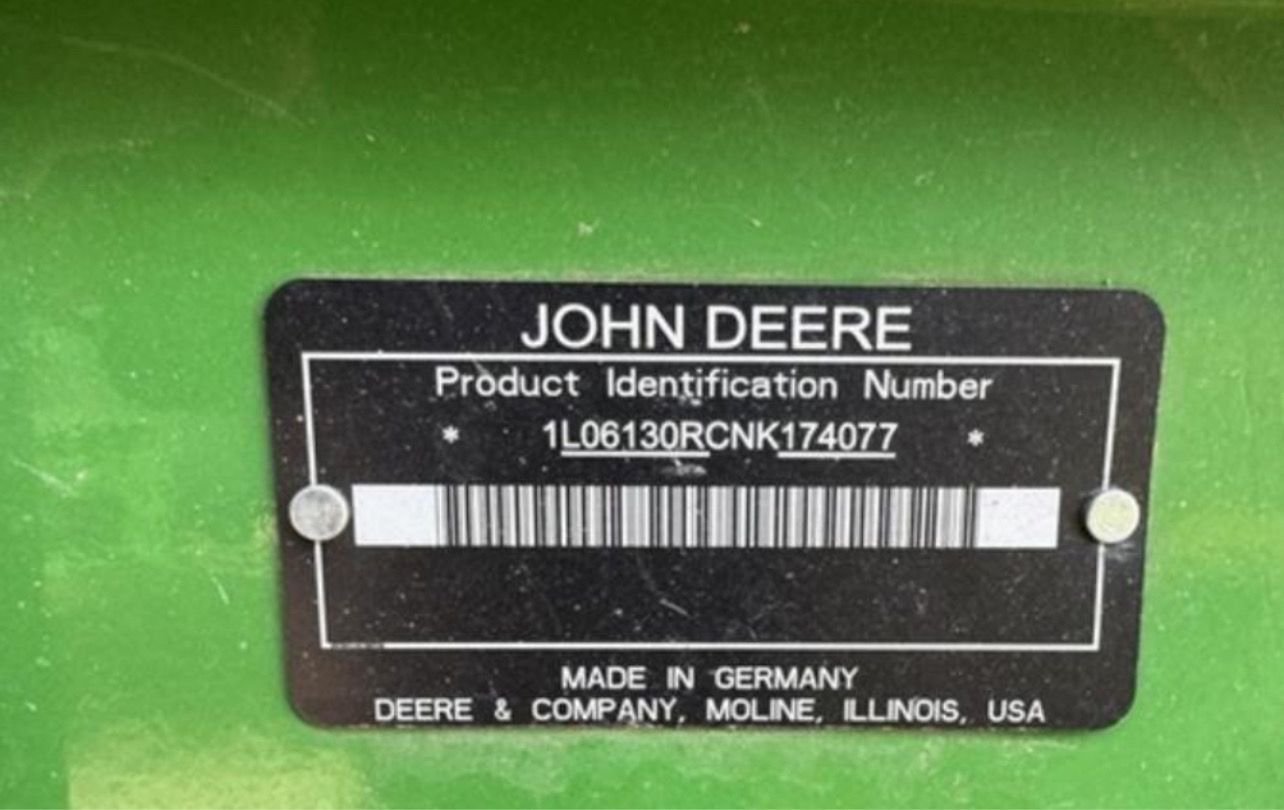 JOHN DEERE
Product Identification Number
* 1L06130RCNK174077 *
MADE IN GERMANY
DEERE & COMPANY, MOLINE, ILLINOIS, USA